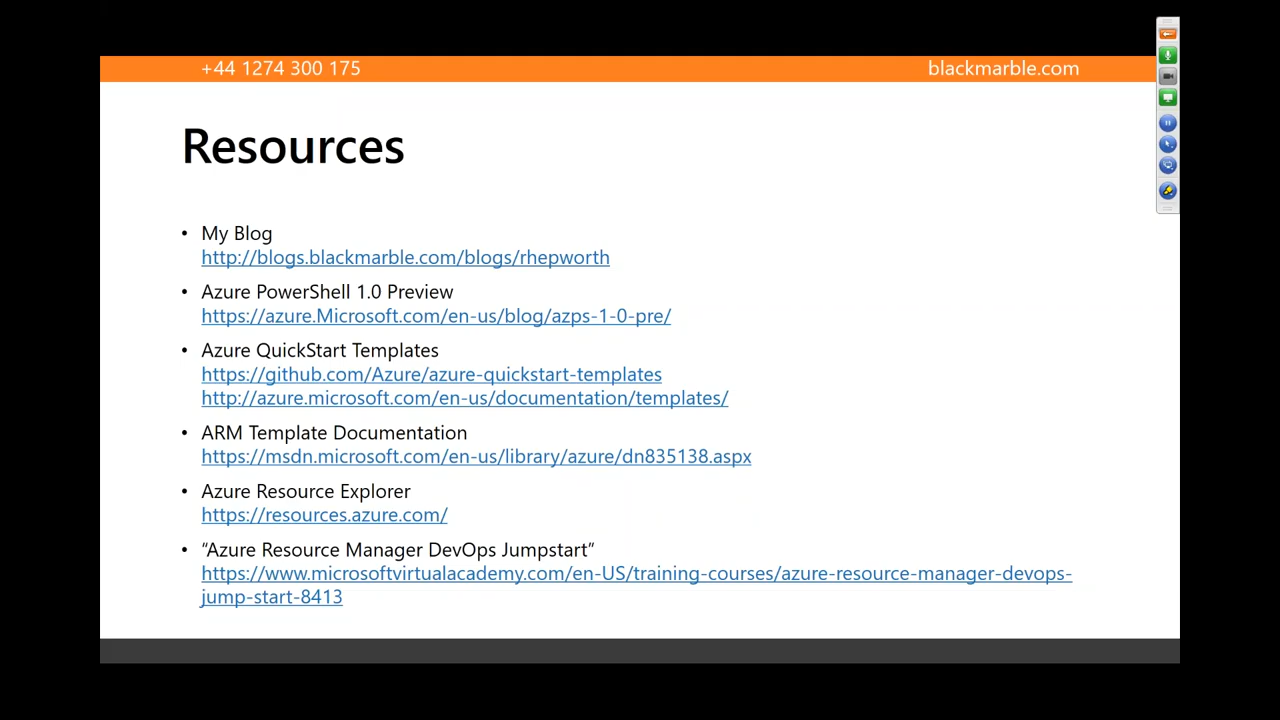 +44 1274 300 175
blackmarble.com
Resources
• My Blog
http://blogs.blackmarble.com/blogs/rhepworth
• Azure PowerShell 1.0 Preview
https://azure.Microsoft.com/en-us/blog/azps-1-0-pre/
• Azure QuickStart Templates
https://github.com/Azure/azure-quickstart-templates
http://azure.microsoft.com/en-us/documentation/templates/
• ARM Template Documentation
https://msdn.microsoft.com/en-us/library/azure/dn835138.aspx
• Azure Resource Explorer
https://resources.azure.com/
• “Azure Resource Manager DevOps Jumpstart”
https://www.microsoftvirtualacademy.com/en-US/training-courses/azure-resource-manager-devops-
jump-start-8413